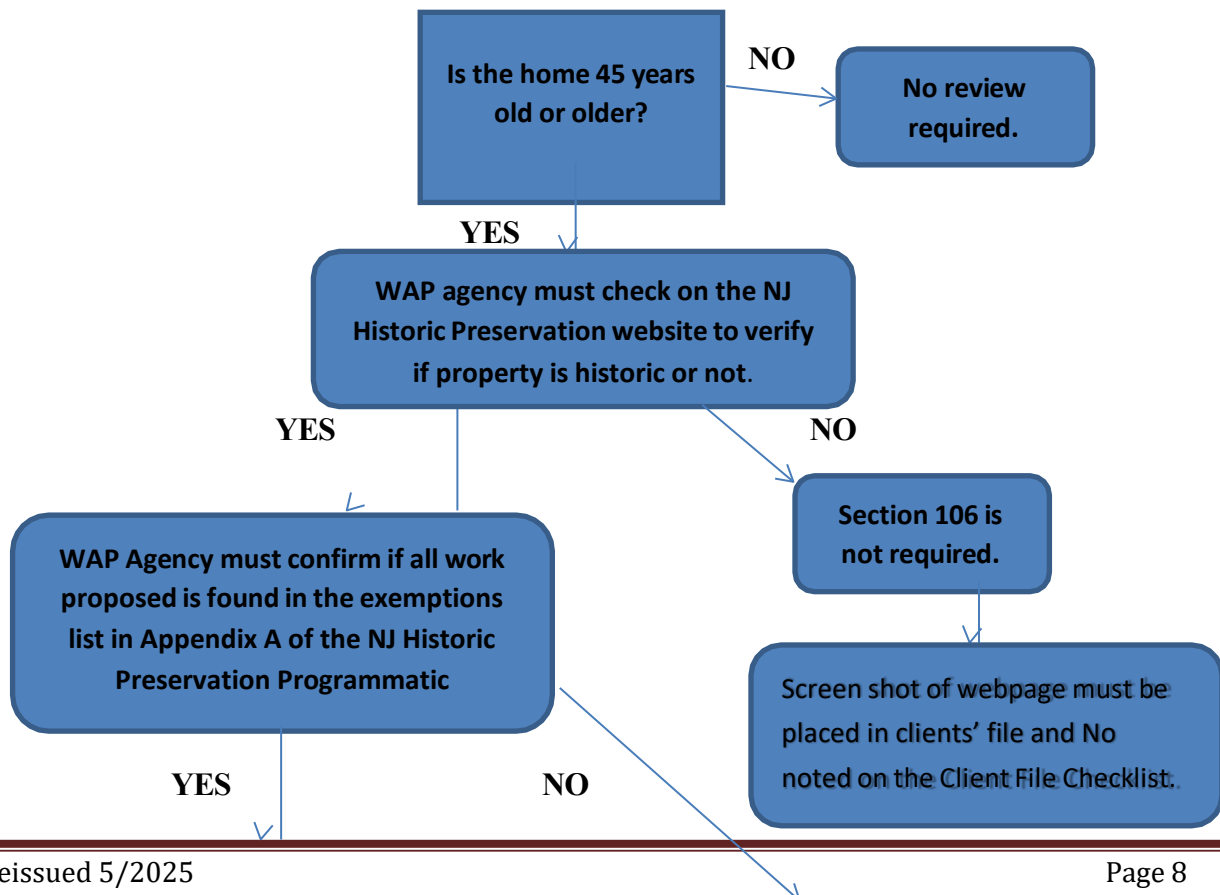 Is the home 45 years
old or older?
NO
No review
required.
YES
WAP agency must check on the NJ
Historic Preservation website to verify
if property is historic or not.
YES
NO
WAP Agency must confirm if all work
proposed is found in the exemptions
list in Appendix A of the NJ Historic
Preservation Programmatic
Section 106 is
not required.
Screen shot of webpage must be
placed in clients’ file and No
noted on the Client File Checklist.
YES
NO
eissued 5/2025
Page 8